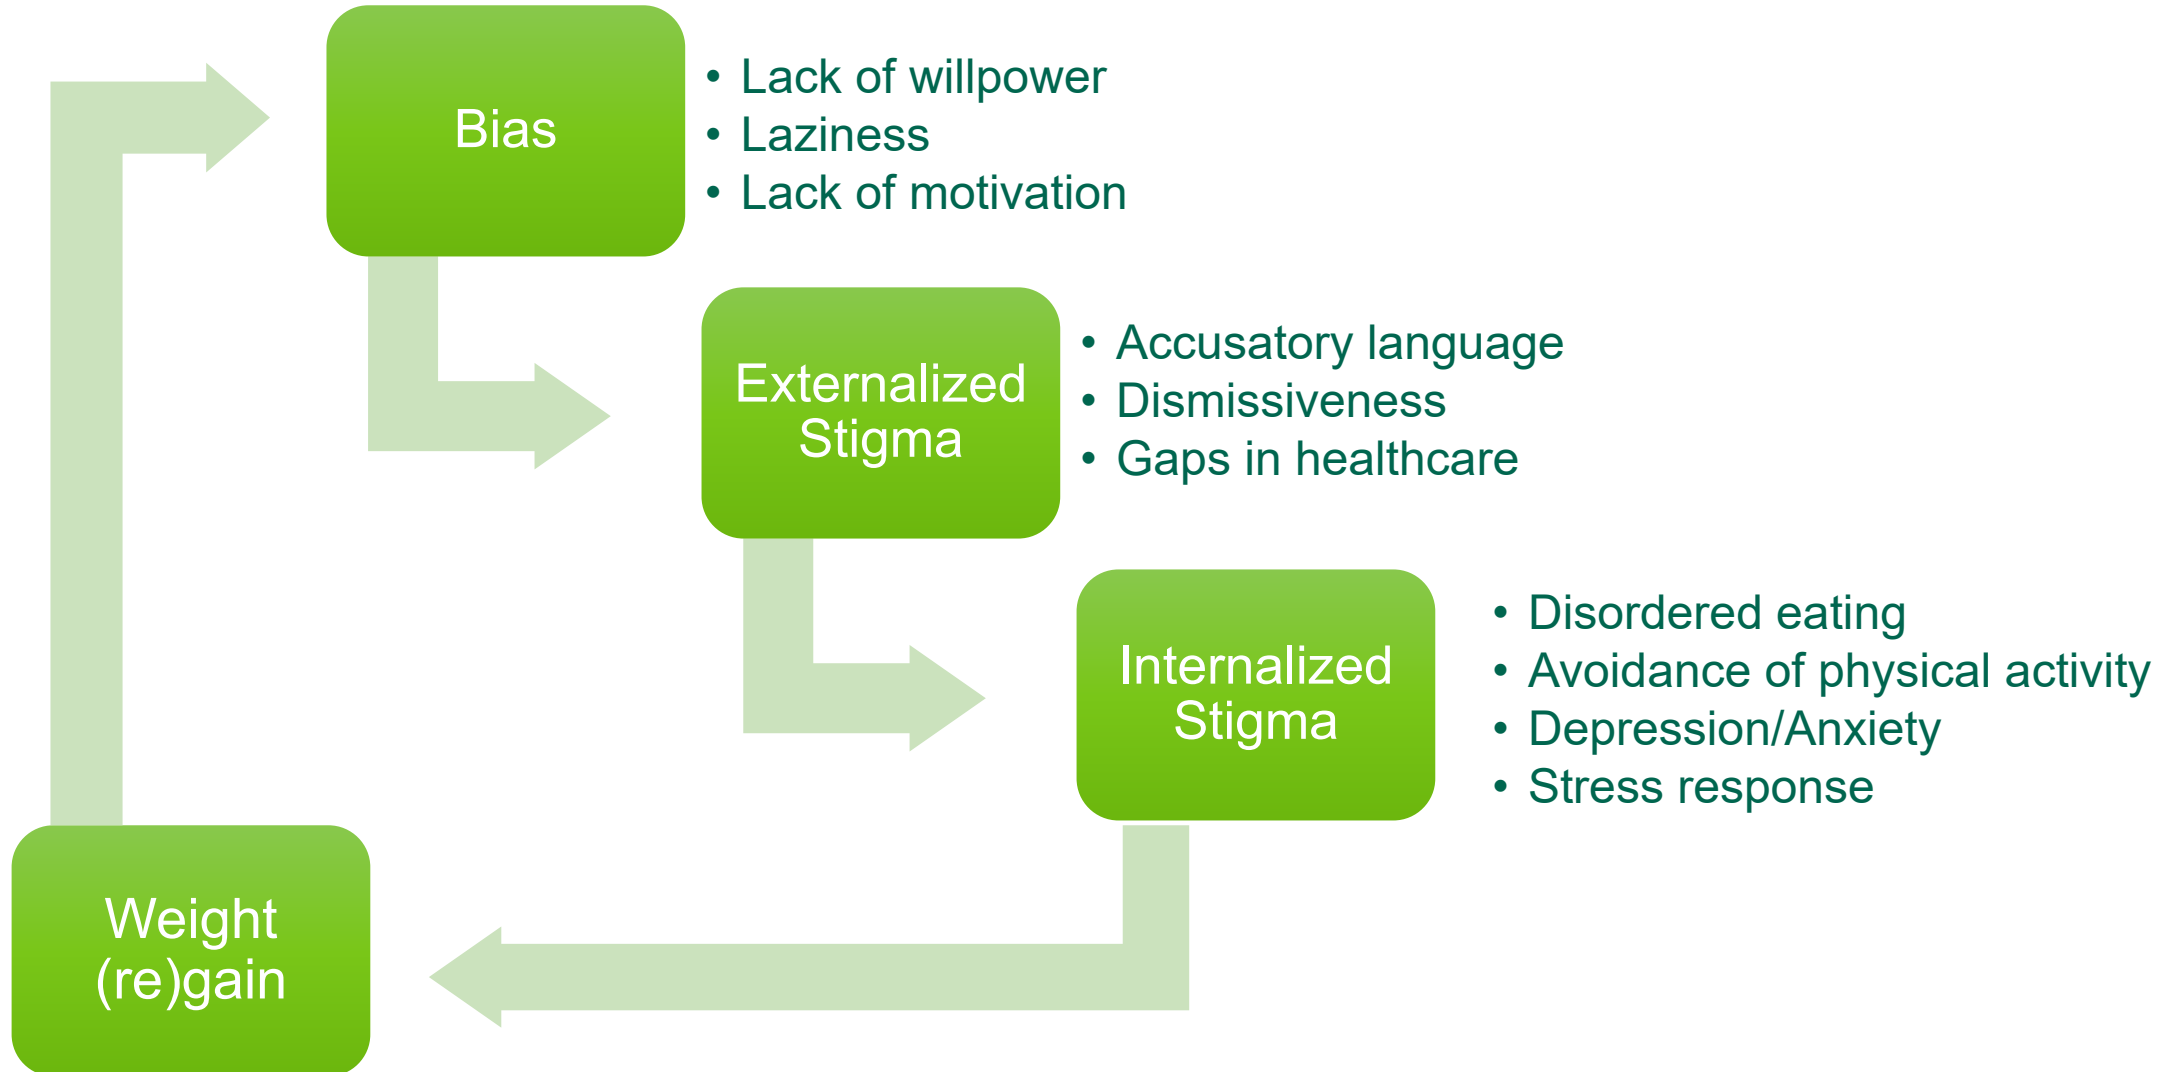 Bias
• Lack of willpower
• Laziness
• Lack of motivation
Externalized
Stigma
• Accusatory language
• Dismissiveness
• Gaps in healthcare
Internalized
Stigma
• Disordered eating
• Avoidance of physical activity
• Depression/Anxiety
• Stress response
Weight
(re)gain